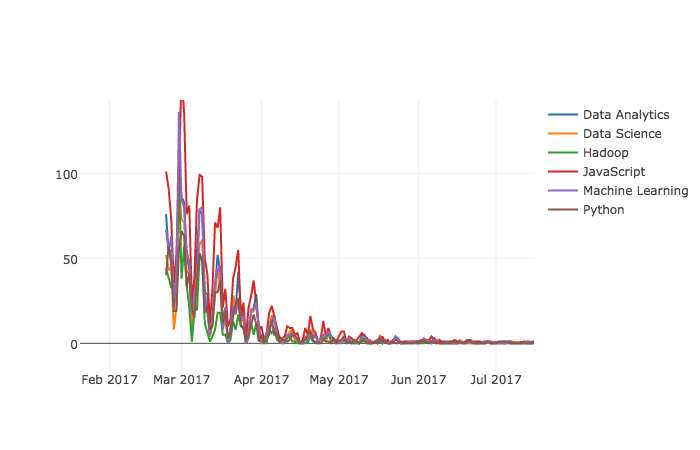 Data Analytics
Data Science
Hadoop
JavaScript
Machine Learning
Python
100
50
0
Feb 2017 Mar 2017 Apr 2017 May 2017 Jun 2017 Jul 2017